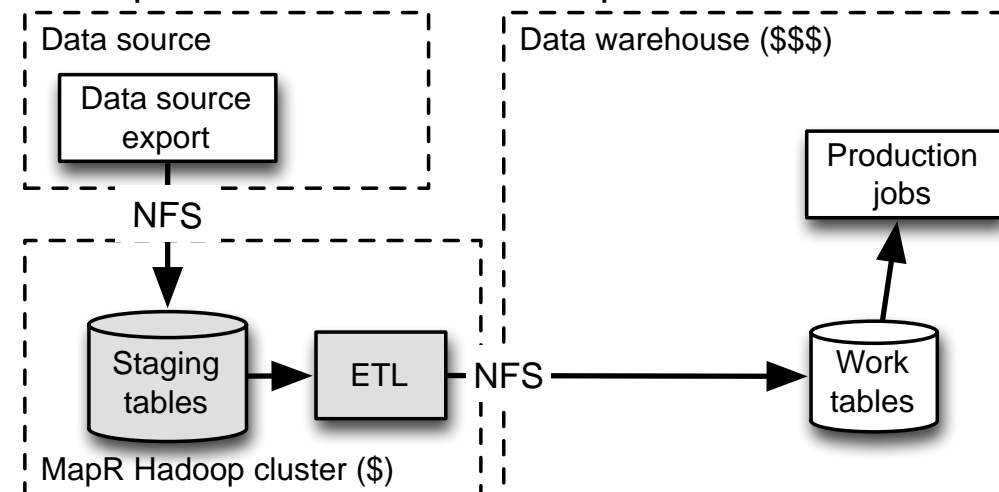 Data source
Data source
export
NFS
Staging
tables
ETL
NFS
MapR Hadoop cluster ($)
Data warehouse ($$$)
Production
jobs
Work
tables